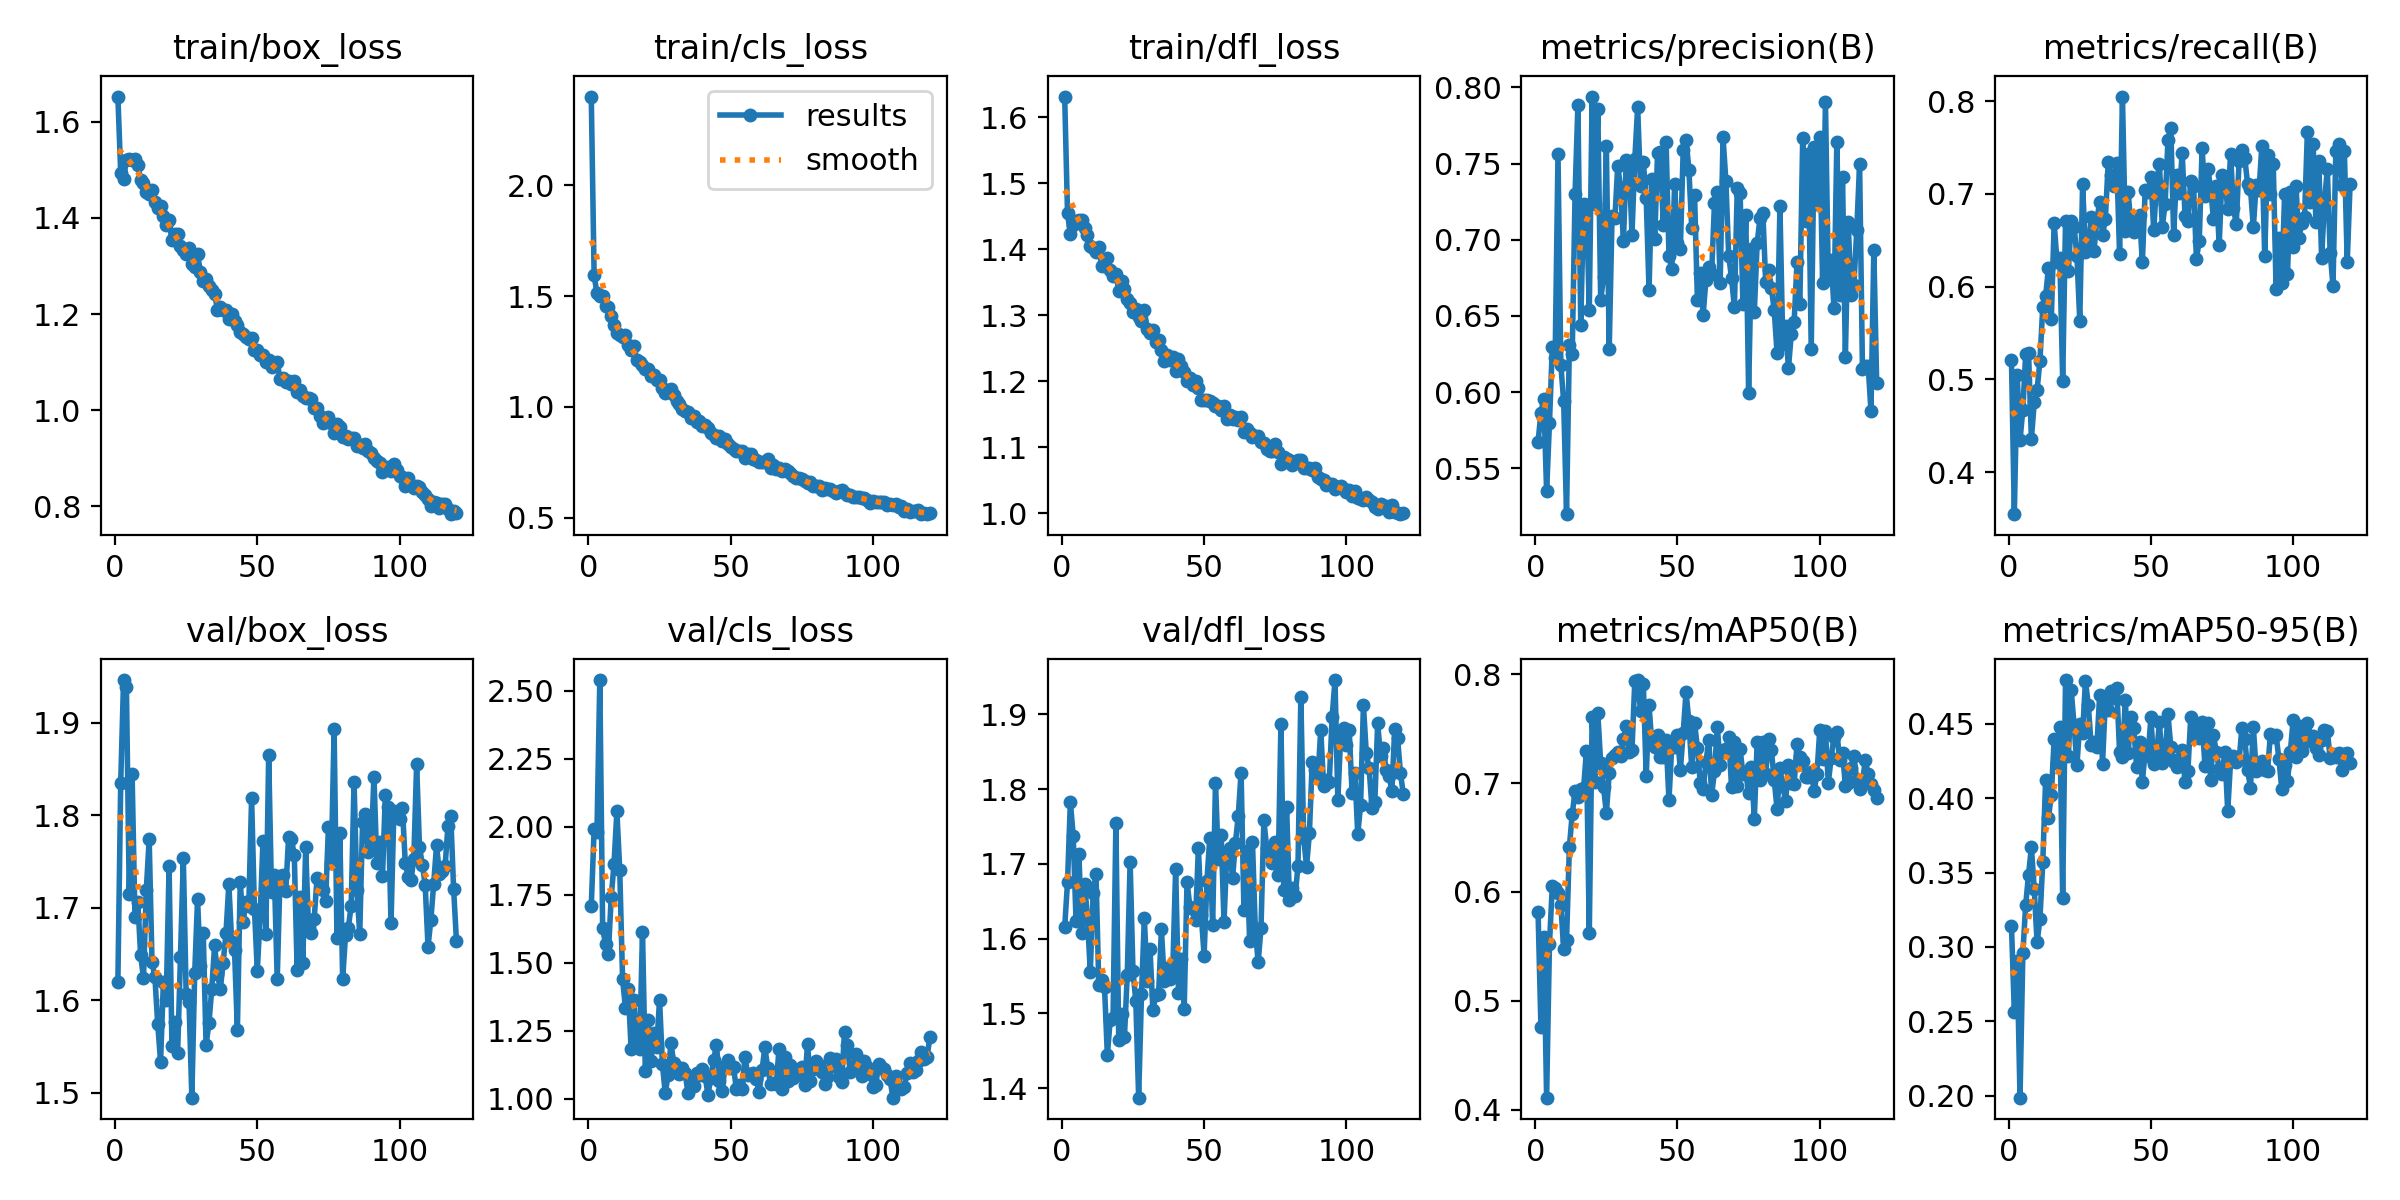 train/box_loss
1.6
1.4
1.2
1.0
0.8
0 50 100
train/cls_loss
results
smooth
2.0
1.5
1.0
0.5
0 50 100
train/dfl_loss
1.6
1.5
1.4
1.3
1.2
1.1
1.0
0 50 100
metrics/precision(B)
0.80
0.75
0.70
0.65
0.60
0.55
0 50 100
metrics/recall(B)
0.8
0.7
0.6
0.5
0.4
0 50 100
val/box_loss
1.9
1.8
1.7
1.6
1.5
0 50 100
val/cls_loss
2.50
2.25
2.00
1.75
1.50
1.25
1.00
0 50 100
val/dfl_loss
1.9
1.8
1.7
1.6
1.5
1.4
0 50 100
metrics/mAP50(B)
0.8
0.7
0.6
0.5
0.4
0 50 100
metrics/mAP50-95(B)
0.45
0.40
0.35
0.30
0.25
0.20
0 50 100